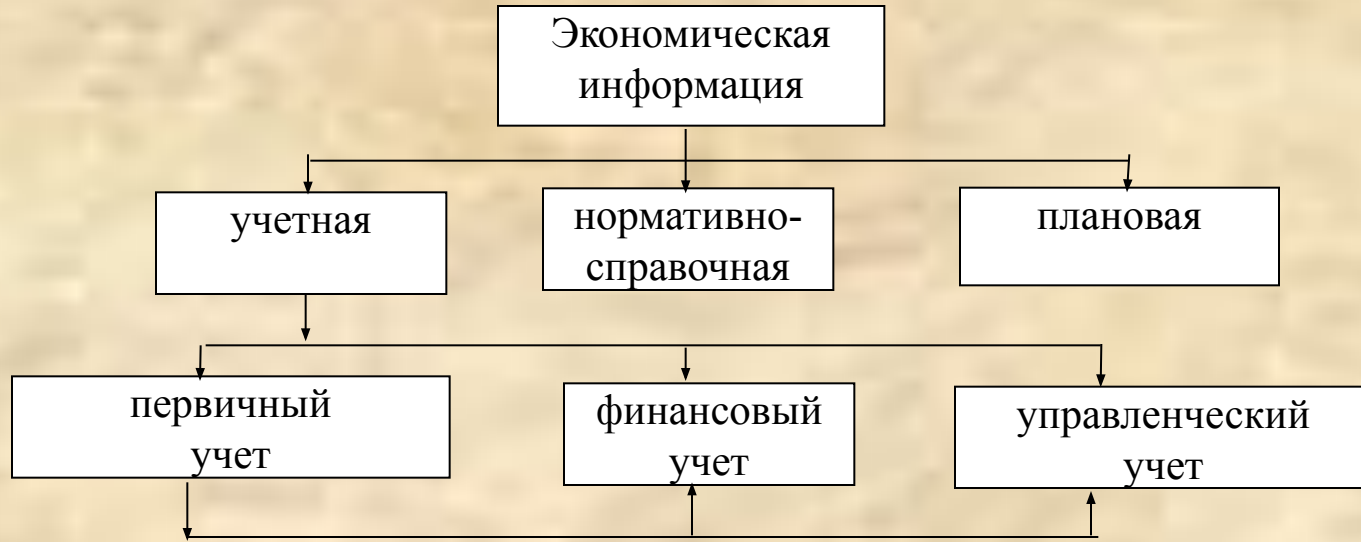 Экономическая
информация
учетная
нормативно-
справочная
плановая
первичный
учет
финансовый
учет
управленческий
учет